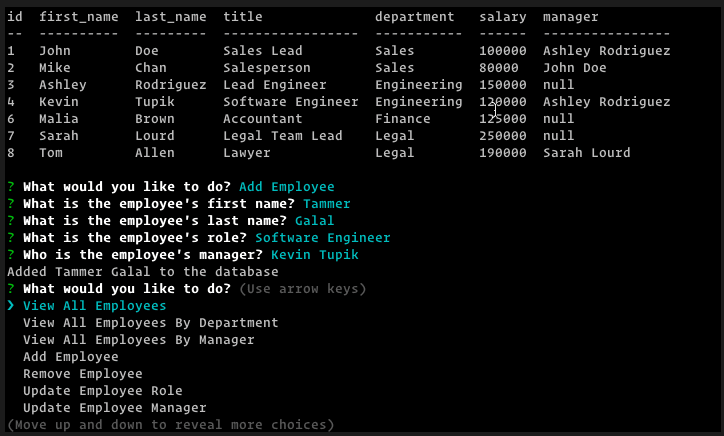 id  first_name  last_name  title              department   salary  manager
--  ----------  ---------  -----------------  -----------  ------  ----------------
1   John        Doe        Sales Lead         Sales        100000  Ashley Rodriguez
2   Mike        Chan       Salesperson        Sales        80000   John Doe
3   Ashley      Rodriguez  Lead Engineer      Engineering  150000  null
4   Kevin       Tupik      Software Engineer  Engineering  120000  Ashley Rodriguez
6   Malia       Brown      Accountant         Finance      125000  null
7   Sarah       Lourd      Legal Team Lead    Legal        250000  null
8   Tom         Allen      Lawyer             Legal        190000  Sarah Lourd
? What would you like to do? Add Employee
? What is the employee's first name? Tammer
? What is the employee's last name? Galal
? What is the employee's role? Software Engineer
? Who is the employee's manager? Kevin Tupik
Added Tammer Galal to the database
? What would you like to do? (Use arrow keys)
❯ View All Employees
  View All Employees By Department
  View All Employees By Manager
  Add Employee
  Remove Employee
  Update Employee Role
  Update Employee Manager
(Move up and down to reveal more choices)